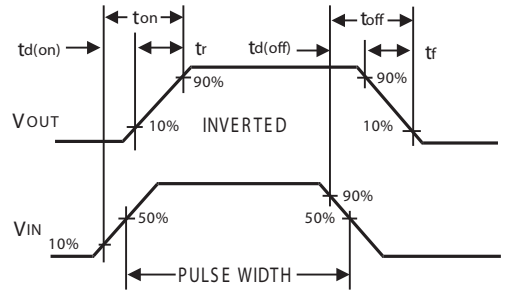 ton toff
td(on) tr td(off) tf
90% 90%
VOUT 10% INVERTED 10%
90%
50% 50%
VIN 10%
PULSE WIDTH